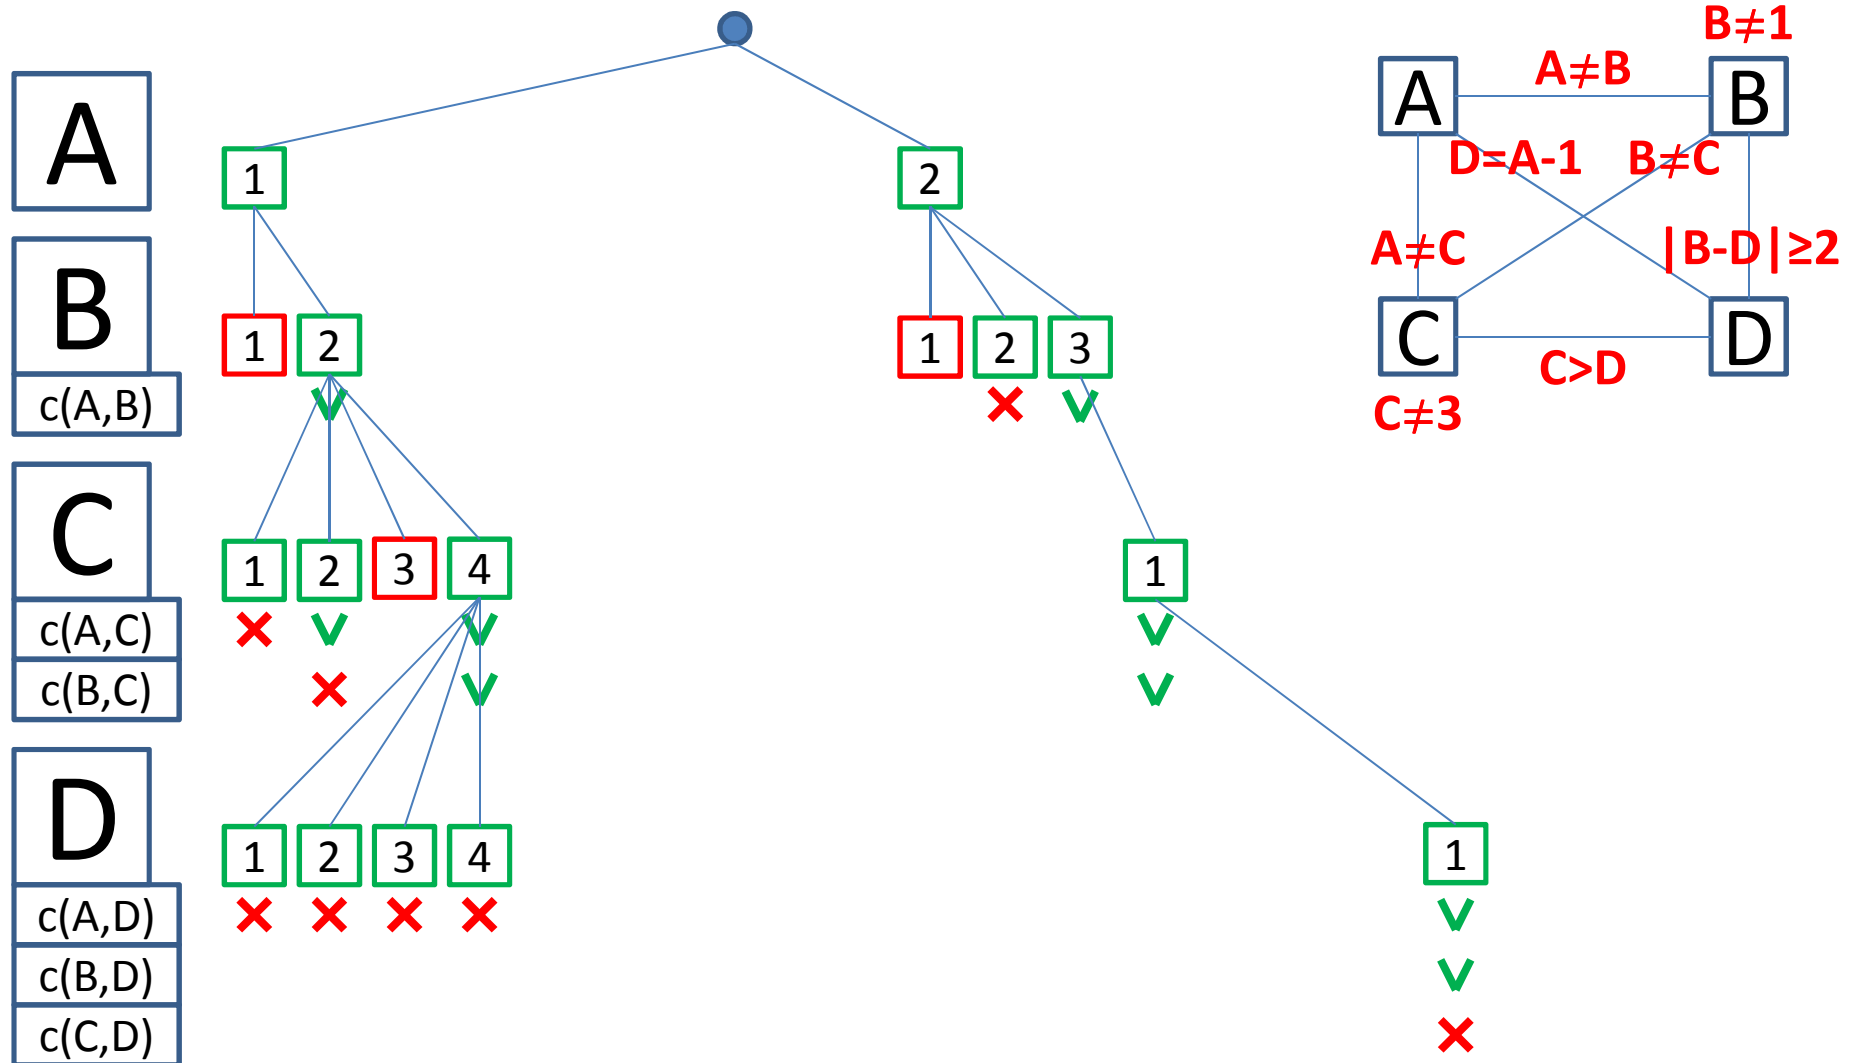 B≠1
A
A≠B
B
A
1
2
D=A-1
B≠C
A≠C
|B-D|≥2
B
1
2
1
2
3
C
D
C>D
c(A,B)
C≠3
C
1
2
3
4
1
c(A,C)
c(B,C)
D
1
2
3
4
1
c(A,D)
c(B,D)
c(C,D)